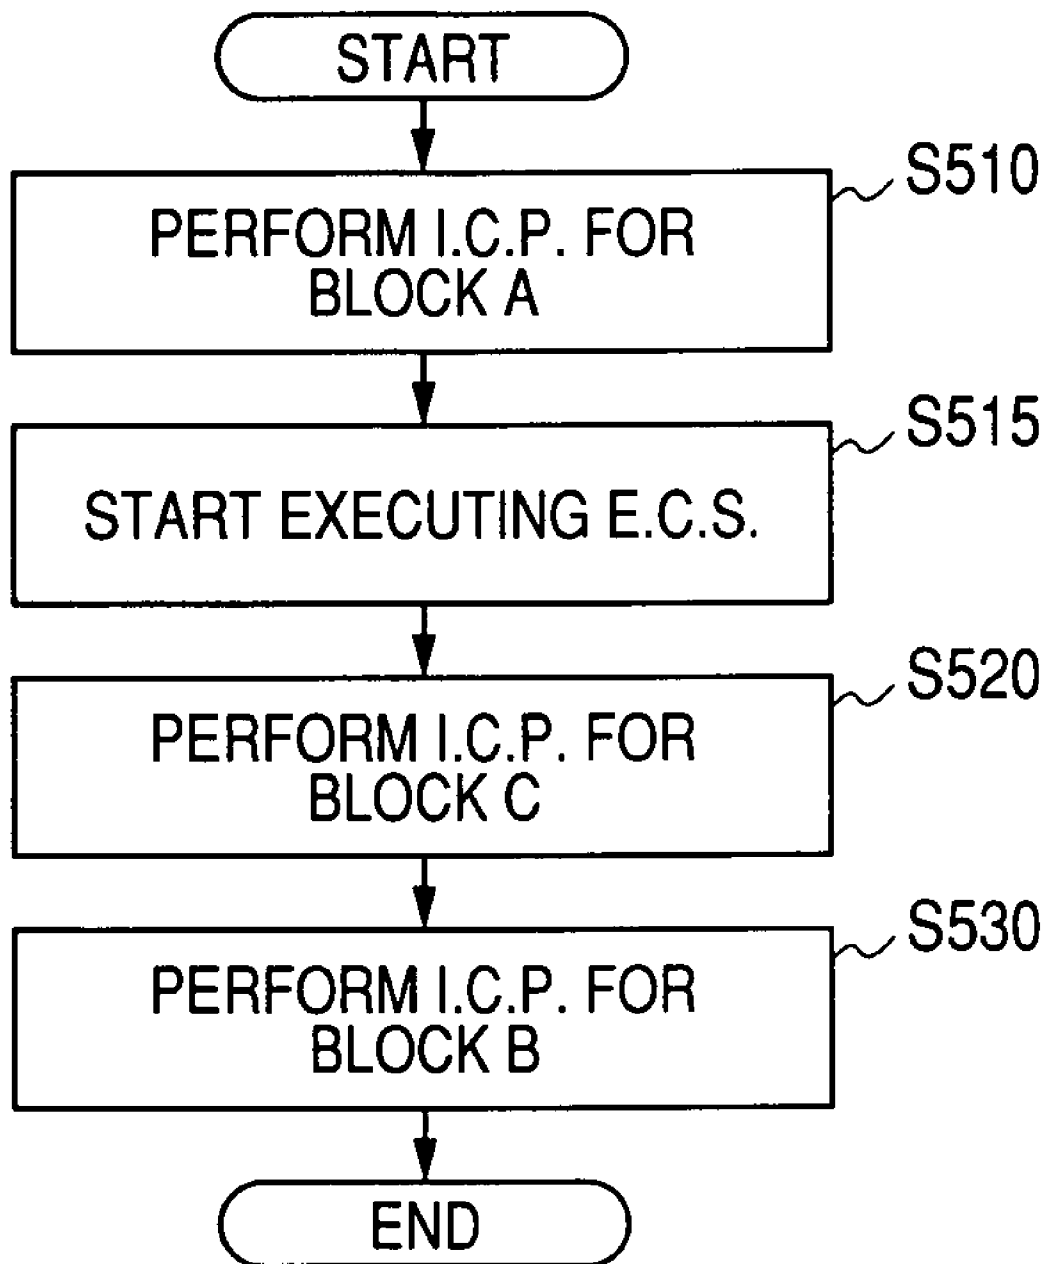 START
S510
PERFORM I.C.P. FOR
BLOCK A
S515
START EXECUTING E.C.S.
S520
PERFORM I.C.P. FOR
BLOCK C
S530
PERFORM I.C.P. FOR
BLOCK B
END